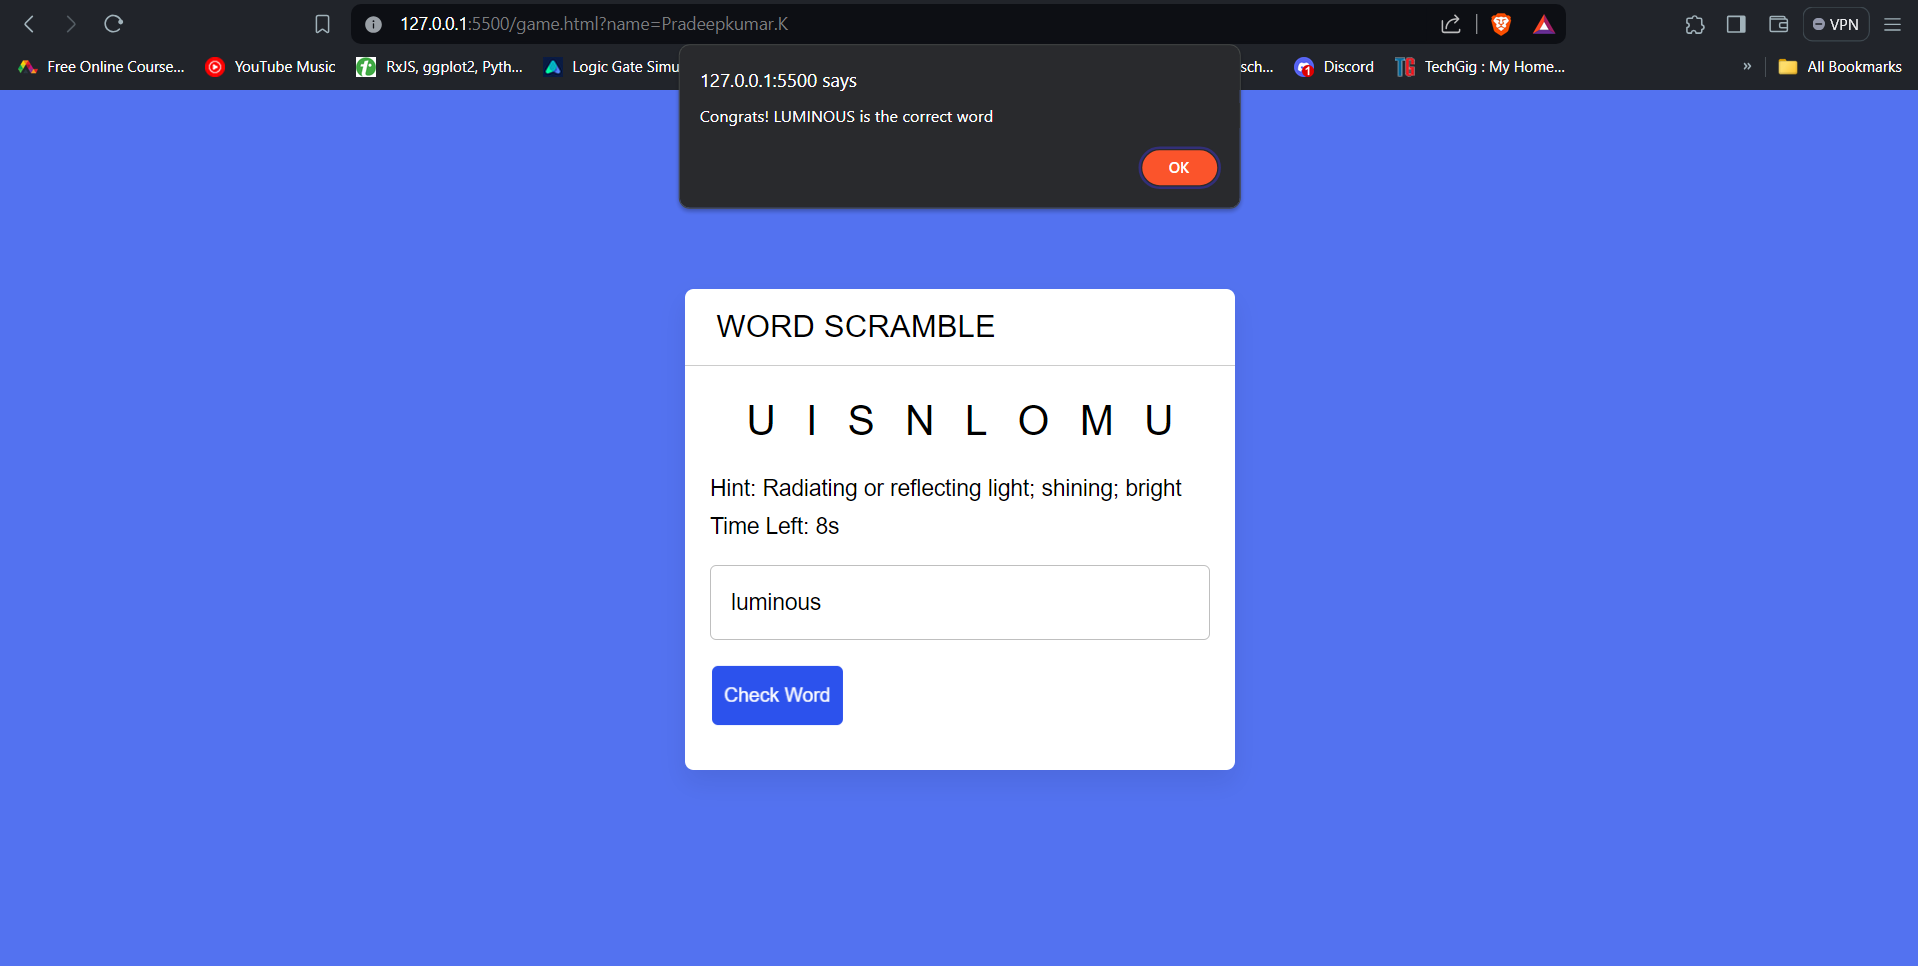 127.0.0.1:5500/game.html?name=Pradeepkumar.K
VPN
Free Online Course... YouTube Music RxJS, ggplot2, Pyth... Logic Gate Simu sch... Discord TechGig : My Home... » All Bookmarks
127.0.0.1:5500 says
Congrats! LUMINOUS is the correct word
OK
WORD SCRAMBLE
U I S N L O M U
Hint: Radiating or reflecting light; shining; bright
Time Left: 8s
luminous
Check Word